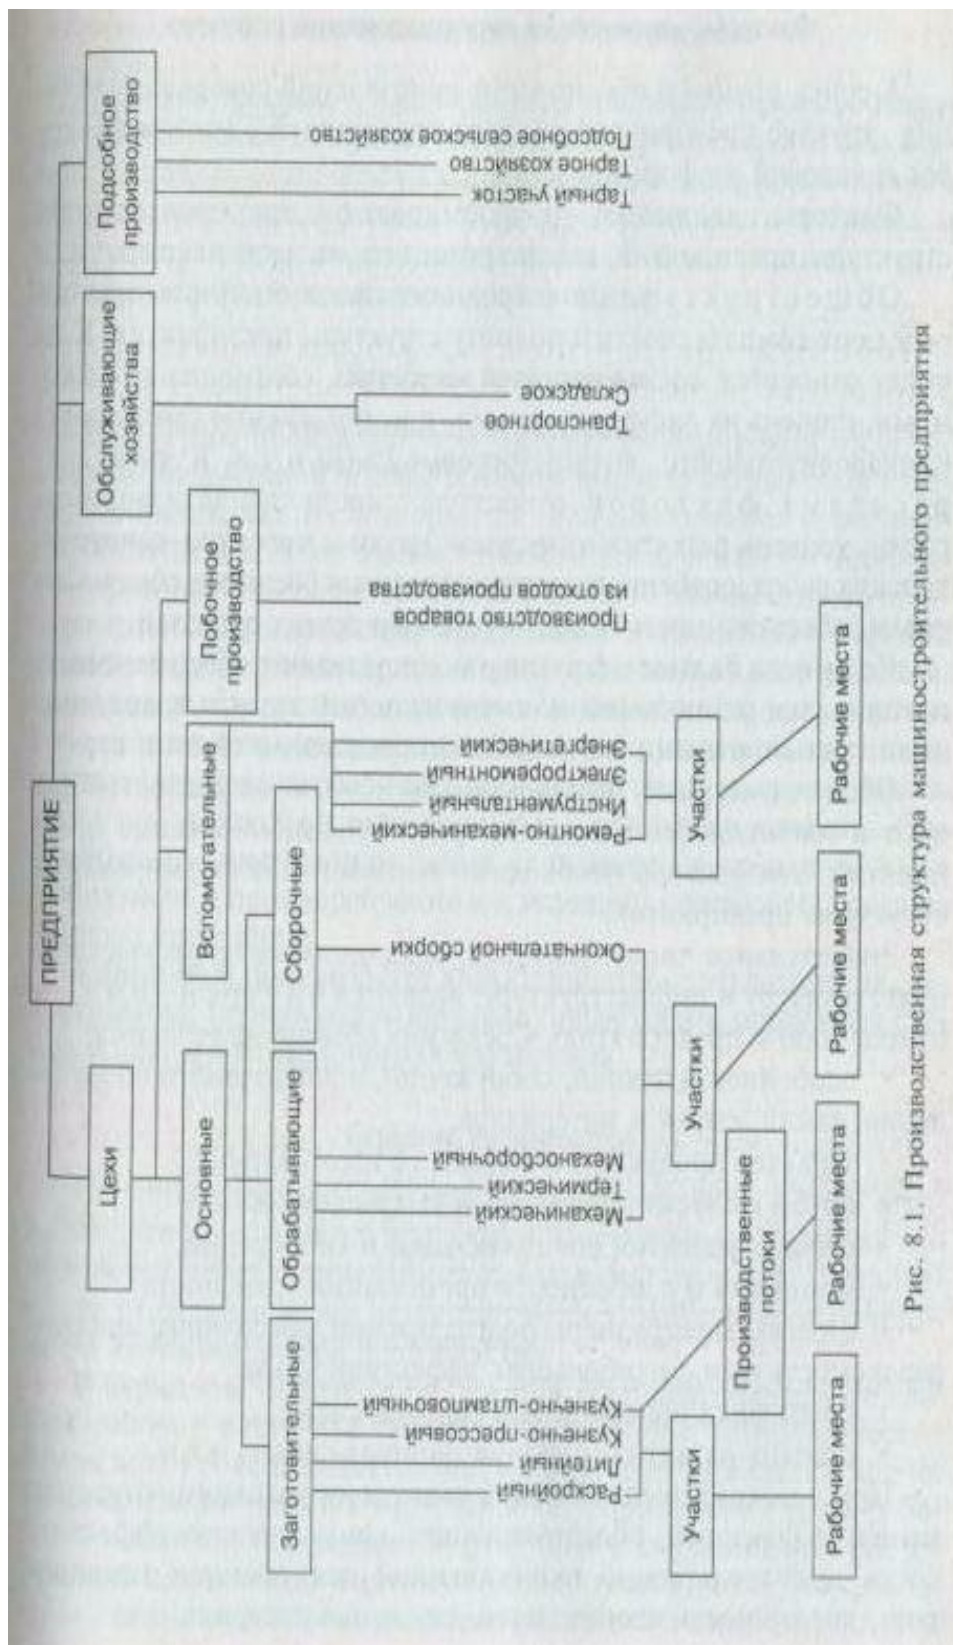 ПРЕДПРИЯТИЕ
Цехи
Обслуживающие
хозяйства
Подсобное
производство
Основные
Вспомогательные
Побочное
производство
Транспортное
Складское
Тарный участок
Тарное хозяйство
Подсобное сельское хозяйство
Заготовительные
Обрабатывающие
Сборочные
Производство товаров
из отходов производства
Раскройный
Литейный
Кузнечно-прессовый
Кузнечно-штамповочный
Механический
Термический
Механосборочный
Окончательной сборки
Ремонтно-механический
Инструментальный
Электроремонтный
Энергетический
Участки
Производственные
потоки
Участки
Участки
Рабочие места
Рабочие места
Рабочие места
Рабочие места
Рис. 8.1. Производственная структура машиностроительного предприятия